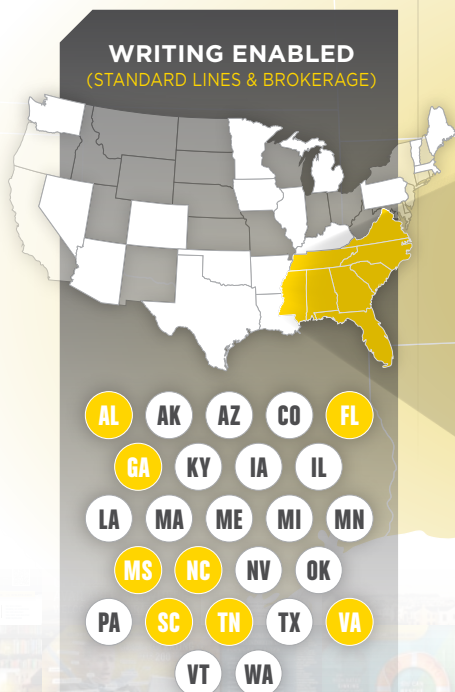 WRITING ENABLED
(STANDARD LINES & BROKERAGE)
AL AK AZ CO FL
GA KY IA IL
LA MA ME MI MN
MS NC NV OK
PA SC TN TX VA
VT WA